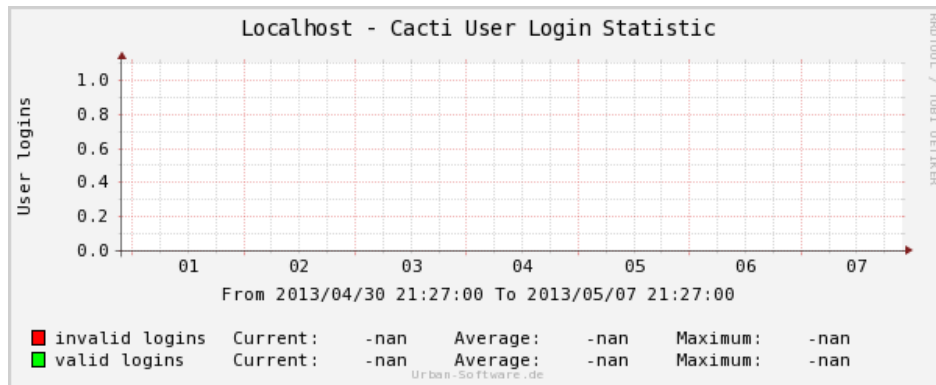 Localhost - Cacti User Login Statistic
RRDTOOL / TOBI OETIKER
User logins
1.0
0.8
0.6
0.4
0.2
0.0
01 02 03 04 05 06 07
From 2013/04/30 21:27:00 To 2013/05/07 21:27:00
invalid logins Current: -nan Average: -nan Maximum: -nan
valid logins Current: -nan Average: -nan Maximum: -nan
Urban-Software.de